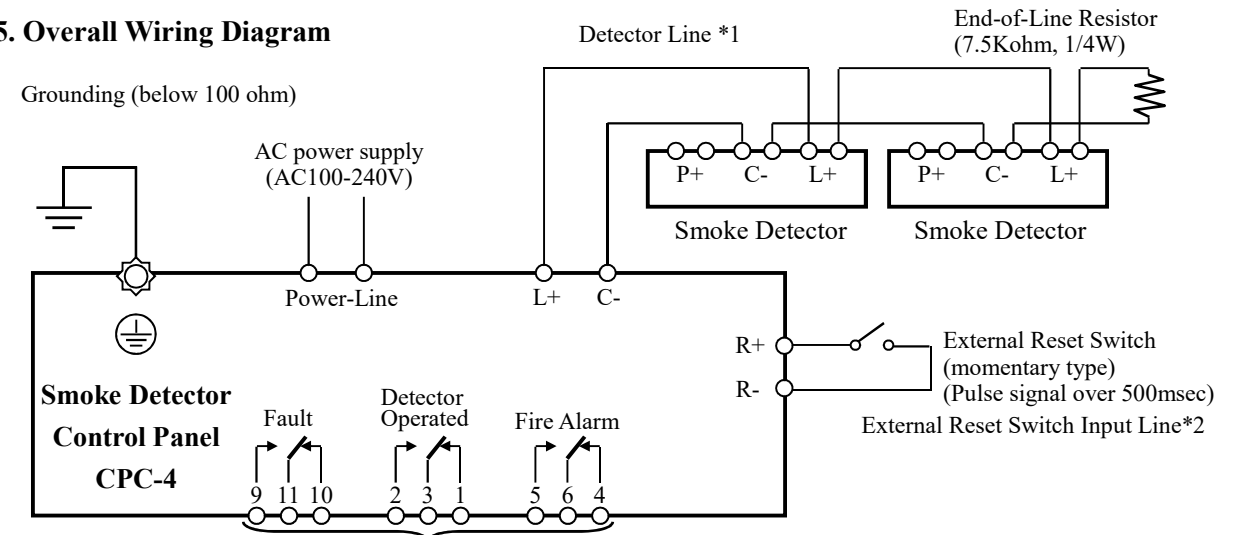 5. Overall Wiring Diagram
Detector Line *1
End-of-Line Resistor
(7.5Kohm, 1/4W)
Grounding (below 100 ohm)
AC power supply
(AC100-240V)
P+ C- L+
P+ C- L+
Smoke Detector
Smoke Detector
Power-Line
L+ C-
R+
R-
External Reset Switch
(momentary type)
(Pulse signal over 500msec)
External Reset Switch Input Line*2
Smoke Detector
Control Panel
CPC-4
Fault
Detector
Operated
Fire Alarm
9 11 10
2 3 1
5 6 4